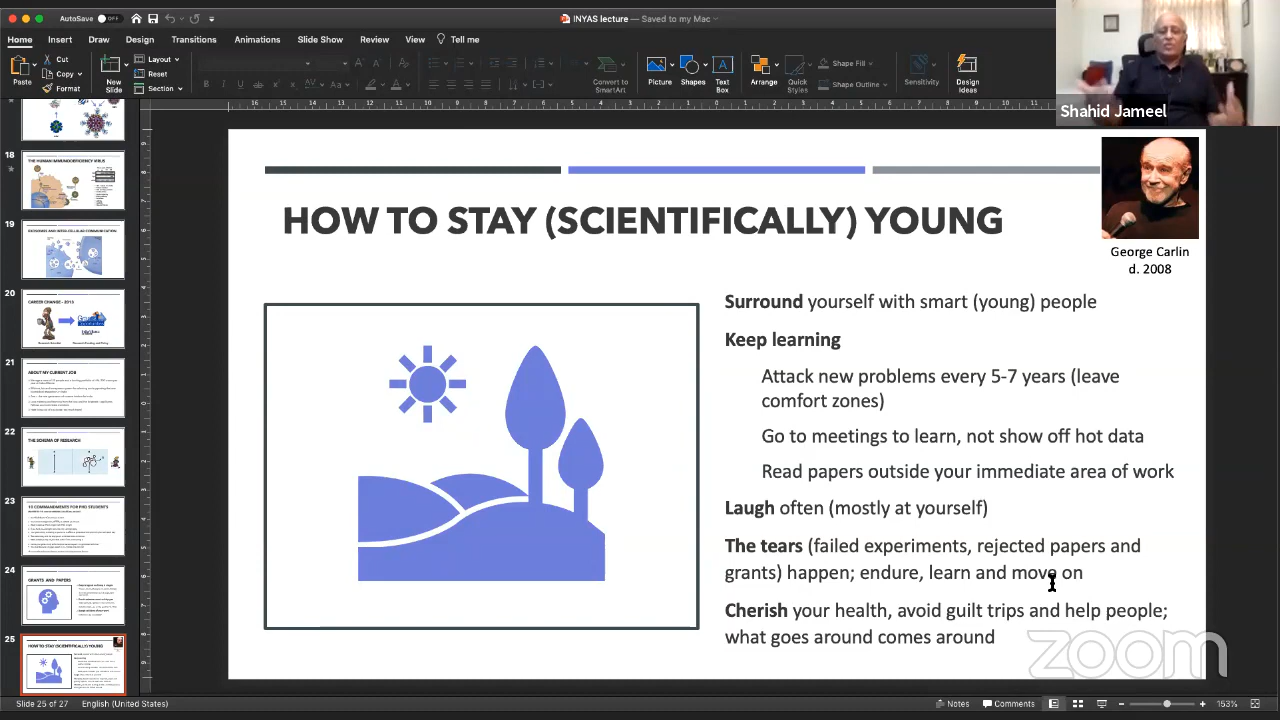 AutoSave OFF
INYAS lecture — Saved to my Mac
Home Insert Draw Design Transitions Animations Slide Show Review View Tell
Paste
Cut
Copy
Format
New Slide
Layout
Reset
Section
Convert to SmartArt
Picture
Shapes
Text Box
Arrange
Quick Styles
Shape Fill
Shape Outline
Sensitivity
Design Ideas
Shahid Jameel
18
THE HUMAN IMMUNODEFICIENCY VIRUS
19
20
CAREER CHANGE - 2013
21
ABOUT MY CURRENT JOB
22
THE SCHEMA OF RESEARCH
23
10 COMMANDMENTS FOR PHD STUDENTS
24
GRANTS AND PAPERS
25
HOW TO STAY (SCIENTIFICALLY) YOUNG
HOW TO STAY (SCIENTIFICALLY) YOUNG
George Carlin
d. 2008
Surround yourself with smart (young) people
Keep learning
Attack new problems every 5-7 years (leave
comfort zones)
Go to meetings to learn, not show off hot data
Read papers outside your immediate area of work
Laugh often (mostly at yourself)
The tears (failed experiments, rejected papers and
grants) happen; endure, learn and move on
Cherish your health, avoid guilt trips and help people;
what goes around comes around
zoom
Slide 25 of 27 English (United States)
Notes Comments 153%